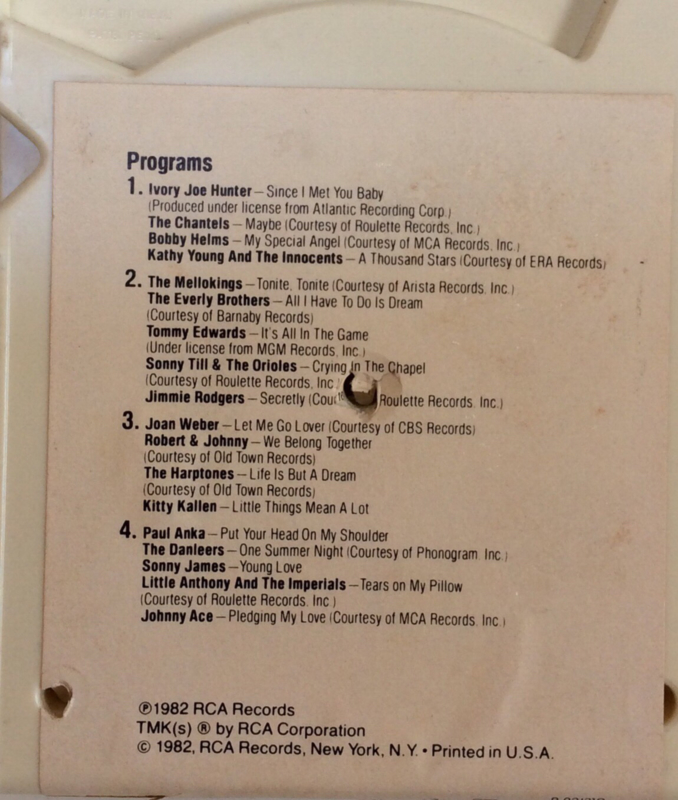 Programs
1. Ivory Joe Hunter – Since I Met You Baby
(Produced under license from Atlantic Recording Corp.)
The Chantels – Maybe (Courtesy of Roulette Records, Inc.)
Bobby Helms – My Special Angel (Courtesy of MCA Records, Inc.)
Kathy Young And The Innocents – A Thousand Stars (Courtesy of ERA Records)
2. The Mellokings – Tonite, Tonite (Courtesy of Arista Records, Inc.)
The Everly Brothers – All I Have To Do Is Dream
(Courtesy of Barnaby Records)
Tommy Edwards – It's All In The Game
(Under license from MGM Records, Inc.)
Sonny Till & The Orioles – Crying In The Chapel
(Courtesy of Roulette Records, Inc.
Jimmie Rodgers – Secretly (Cou Roulette Records, Inc.)
3. Joan Weber – Let Me Go Lover (Courtesy of CBS Records)
Robert & Johnny – We Belong Together
(Courtesy of Old Town Records)
The Harptones – Life Is But A Dream
(Courtesy of Old Town Records)
Kitty Kallen – Little Things Mean A Lot
4. Paul Anka – Put Your Head On My Shoulder
The Danleers – One Summer Night (Courtesy of Phonogram, Inc.)
Sonny James – Young Love
Little Anthony And The Imperials – Tears on My Pillow
(Courtesy of Roulette Records, Inc.)
Johnny Ace – Pledging My Love (Courtesy of MCA Records, Inc.)
℗1982 RCA Records
TMK(s) ® by RCA Corporation
© 1982, RCA Records, New York, N.Y. • Printed in U.S.A.